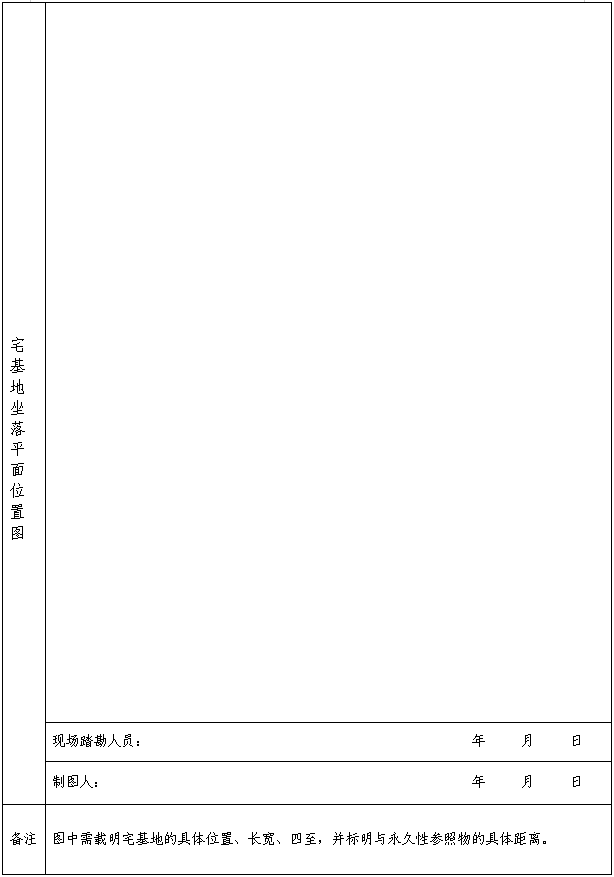 宅基地坐落平面位置图
现场踏勘人员： 年 月 日
制图人： 年 月 日
备注 图中需载明宅基地的具体位置、长宽、四至，并标明与永久性参照物的具体距离。